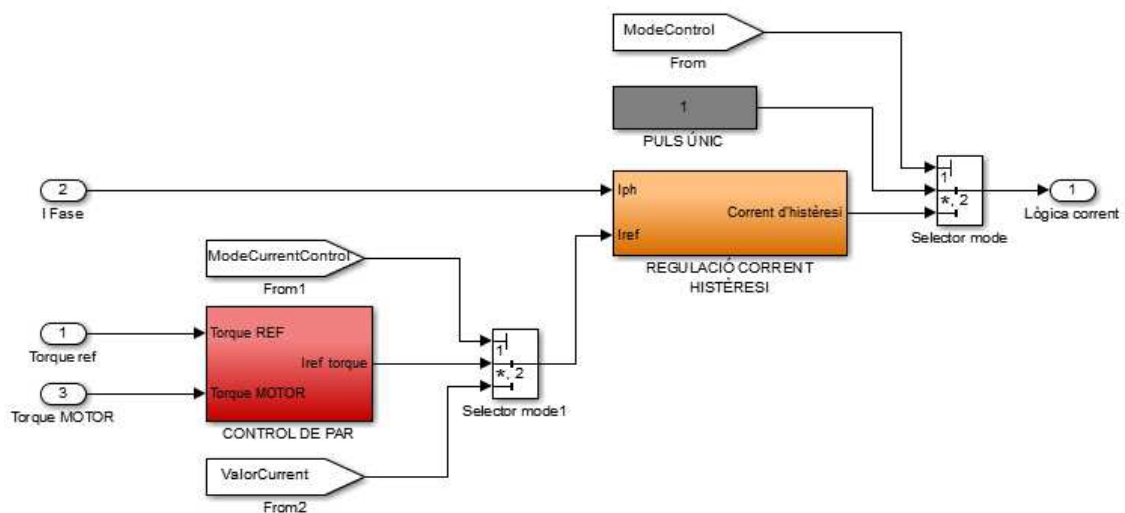 ModeControl
From
1
PULS ÚNIC
2
I Fase
Iph
Iref
Corrent d'histèresi
REGULACIÓ CORRENT
HISTÈRESI
1
*, 2
Selector mode
1
Lògica corrent
ModeCurrentControl
From1
1
Torque ref
3
Torque MOTOR
Torque REF
Iref torque
Torque MOTOR
CONTROL DE PAR
1
*, 2
Selector mode1
ValorCurrent
From2